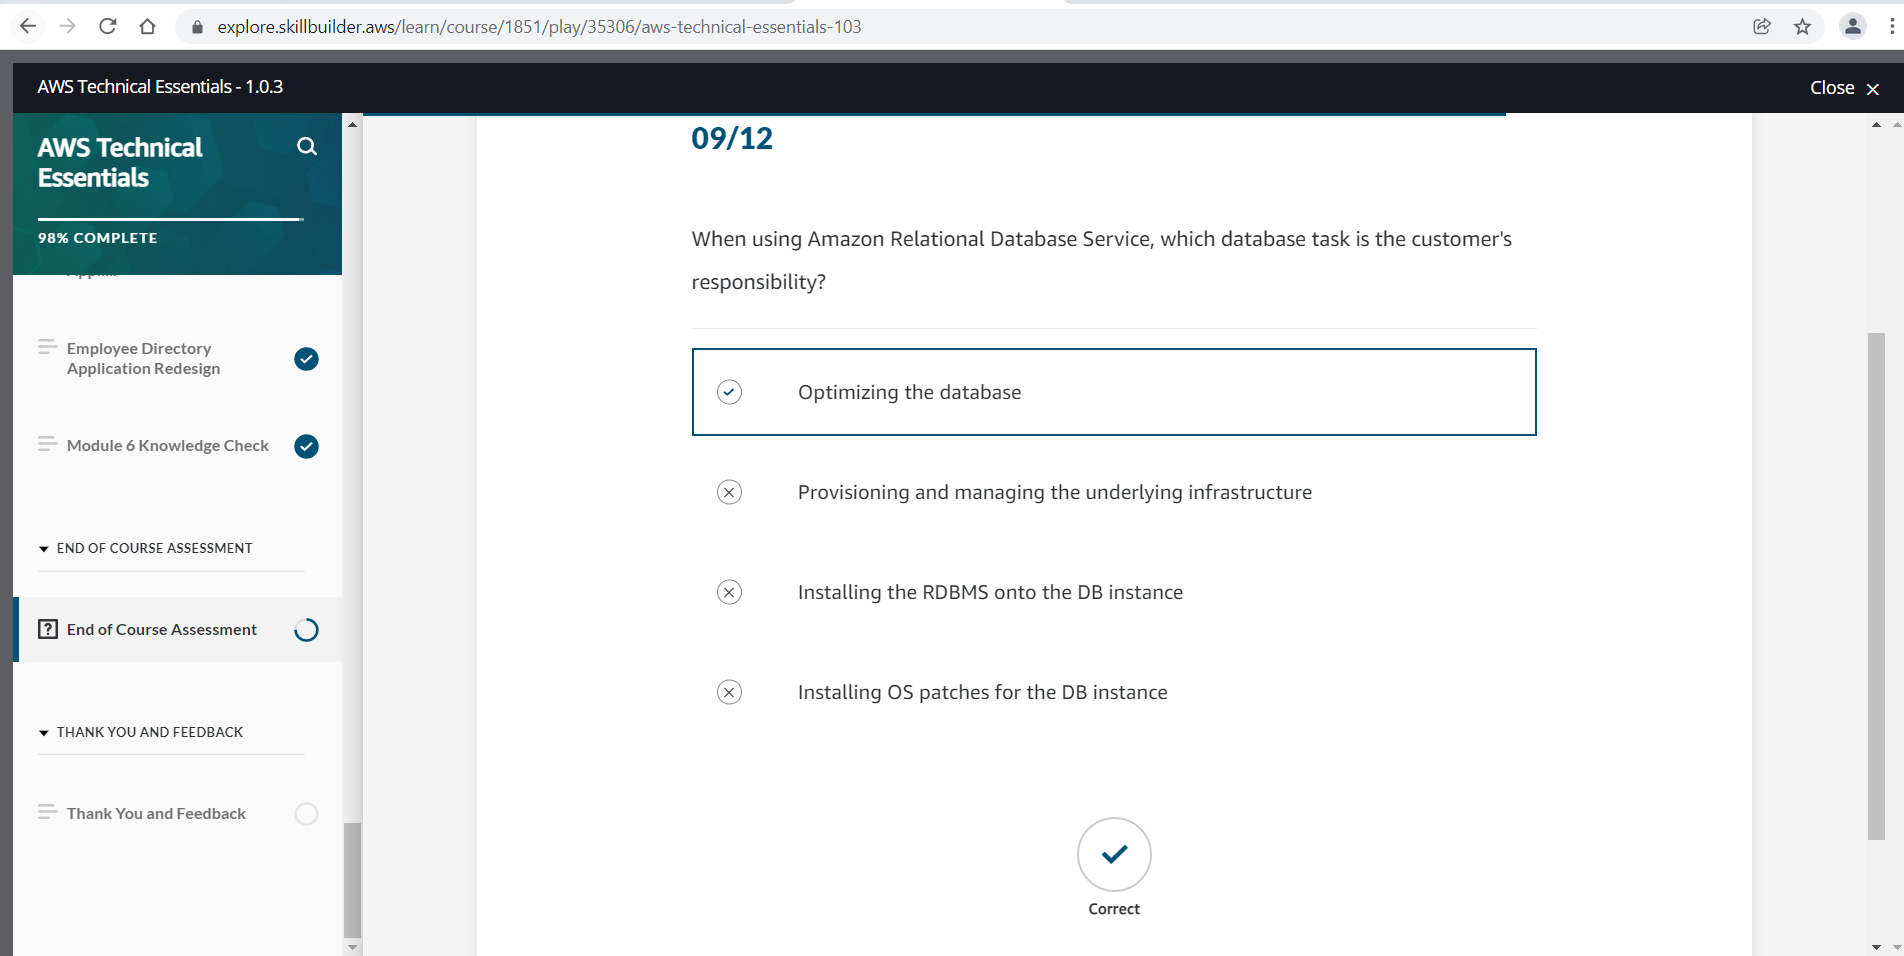 explore.skillbuilder.aws/learn/course/1851/play/35306/aws-technical-essentials-103
AWS Technical Essentials - 1.0.3
Close
AWS Technical
Essentials
98% COMPLETE
Employee Directory
Application Redesign
Module 6 Knowledge Check
END OF COURSE ASSESSMENT
End of Course Assessment
THANK YOU AND FEEDBACK
Thank You and Feedback
09/12
When using Amazon Relational Database Service, which database task is the customer's
responsibility?
Optimizing the database
Provisioning and managing the underlying infrastructure
Installing the RDBMS onto the DB instance
Installing OS patches for the DB instance
Correct